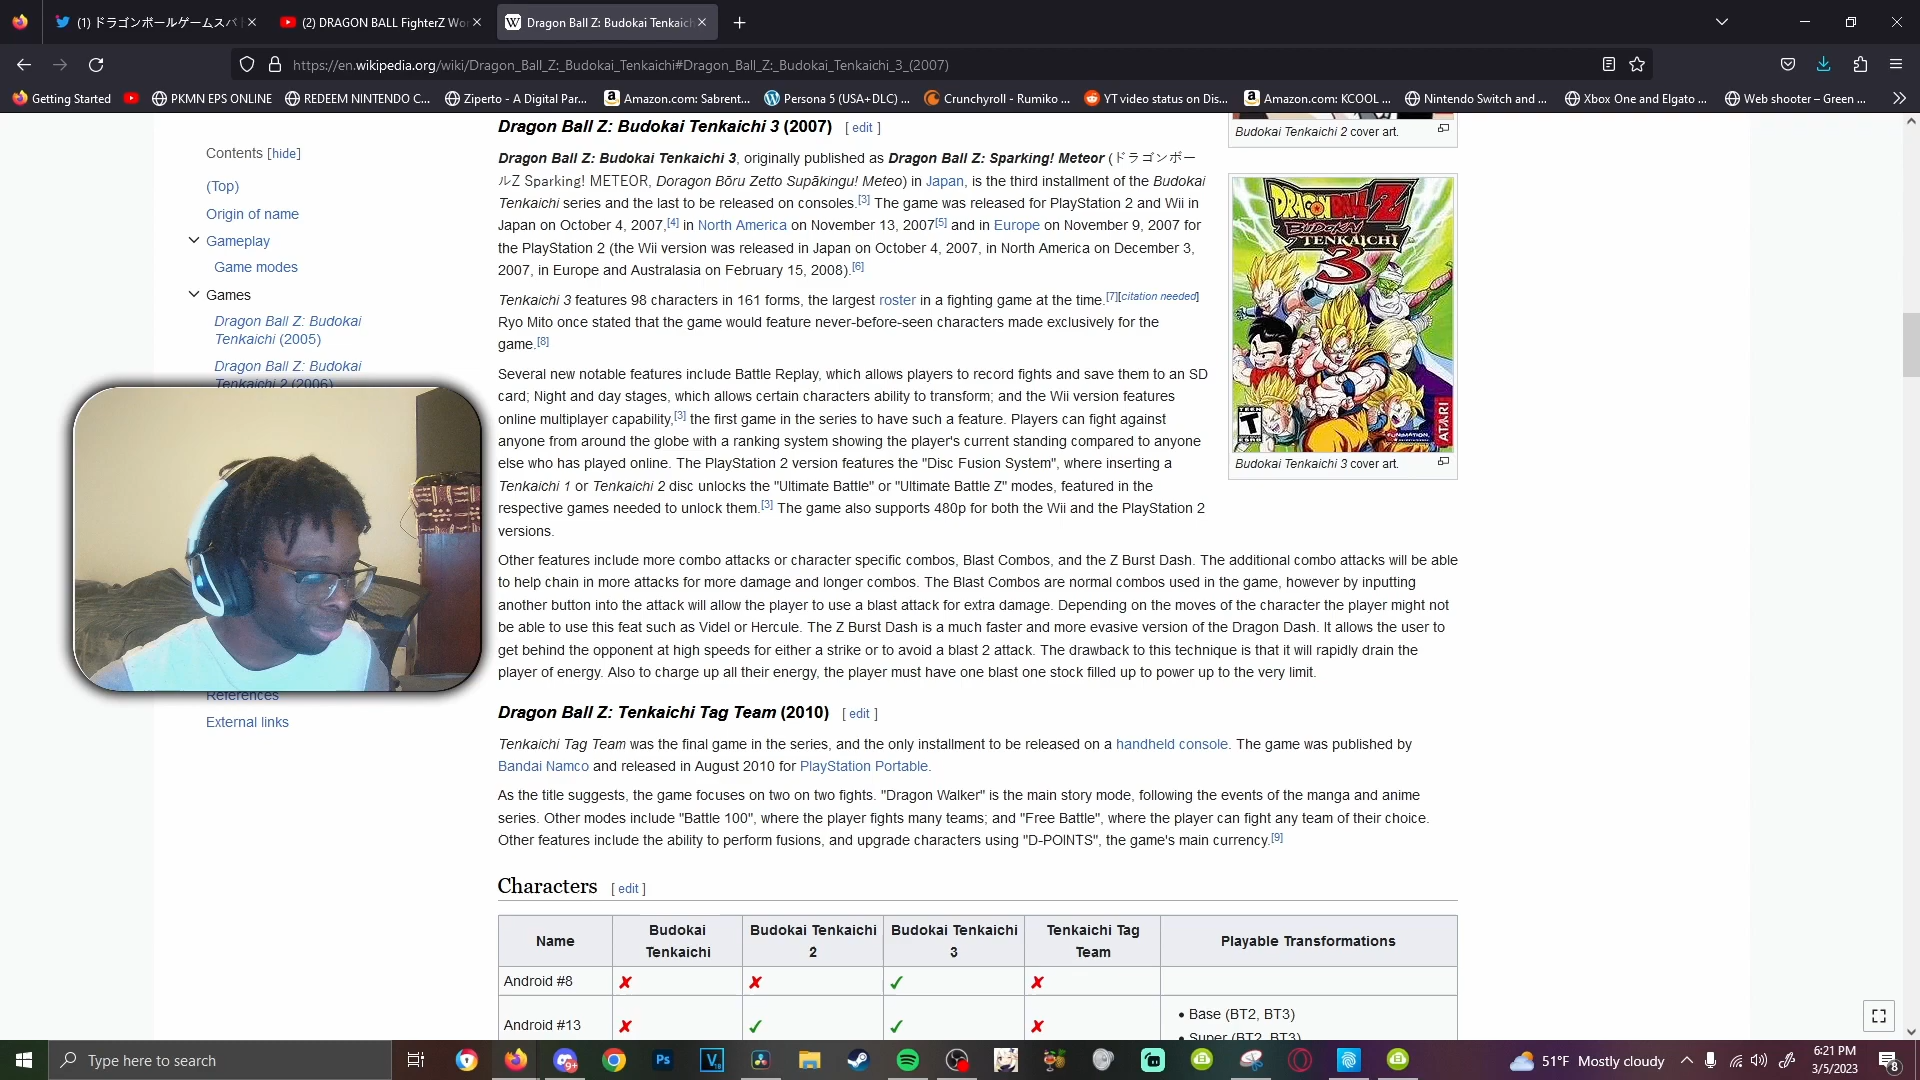 (1) ドラゴンボールゲームスバト
(2) DRAGON BALL FighterZ Wor
Dragon Ball Z: Budokai Tenkaich
https://en.wikipedia.org/wiki/Dragon_Ball_Z:_Budokai_Tenkaichi#Dragon_Ball_Z:_Budokai_Tenkaichi_3_(2007)
Getting Started
PKMN EPS ONLINE
REDEEM NINTENDO C...
Ziperto - A Digital Par...
Amazon.com: Sabrent...
Persona 5 (USA+DLC) ...
Crunchyroll - Rumiko ...
YT video status on Dis...
Amazon.com: KCOOL ...
Nintendo Switch and ...
Xbox One and Elgato ...
Web shooter – Green ...
Contents [hide]
(Top)
Origin of name
Gameplay
Game modes
Games
Dragon Ball Z: Budokai
Tenkaichi (2005)
Dragon Ball Z: Budokai
Tenkaichi 2 (2006)
References
External links
Dragon Ball Z: Budokai Tenkaichi 3 (2007) [ edit ]
Dragon Ball Z: Budokai Tenkaichi 3, originally published as Dragon Ball Z: Sparking! Meteor (ドラゴンボー
ルZ Sparking! METEOR, Doragon Bōru Zetto Supākingu! Meteo) in Japan, is the third installment of the Budokai
Tenkaichi series and the last to be released on consoles.[3] The game was released for PlayStation 2 and Wii in
Japan on October 4, 2007,[4] in North America on November 13, 2007[5] and in Europe on November 9, 2007 for
the PlayStation 2 (the Wii version was released in Japan on October 4, 2007, in North America on December 3,
2007, in Europe and Australasia on February 15, 2008).[6]
Tenkaichi 3 features 98 characters in 161 forms, the largest roster in a fighting game at the time.[7][citation needed]
Ryo Mito once stated that the game would feature never-before-seen characters made exclusively for the
game.[8]
Several new notable features include Battle Replay, which allows players to record fights and save them to an SD
card; Night and day stages, which allows certain characters ability to transform; and the Wii version features
online multiplayer capability,[3] the first game in the series to have such a feature. Players can fight against
anyone from around the globe with a ranking system showing the player's current standing compared to anyone
else who has played online. The PlayStation 2 version features the "Disc Fusion System", where inserting a
Tenkaichi 1 or Tenkaichi 2 disc unlocks the "Ultimate Battle" or "Ultimate Battle Z" modes, featured in the
respective games needed to unlock them.[3] The game also supports 480p for both the Wii and the PlayStation 2
versions.
Other features include more combo attacks or character specific combos, Blast Combos, and the Z Burst Dash. The additional combo attacks will be able
to help chain in more attacks for more damage and longer combos. The Blast Combos are normal combos used in the game, however by inputting
another button into the attack will allow the player to use a blast attack for extra damage. Depending on the moves of the character the player might not
be able to use this feat such as Videl or Hercule. The Z Burst Dash is a much faster and more evasive version of the Dragon Dash. It allows the user to
get behind the opponent at high speeds for either a strike or to avoid a blast 2 attack. The drawback to this technique is that it will rapidly drain the
player of energy. Also to charge up all their energy, the player must have one blast one stock filled up to power up to the very limit.
Budokai Tenkaichi 2 cover art.
DRAGON BALL Z
BUDOKAI
TENKAICHI
3
TEEN
T
ESRB
FUNIMATION
ATARI
Budokai Tenkaichi 3 cover art.
Dragon Ball Z: Tenkaichi Tag Team (2010) [ edit ]
Tenkaichi Tag Team was the final game in the series, and the only installment to be released on a handheld console. The game was published by
Bandai Namco and released in August 2010 for PlayStation Portable.
As the title suggests, the game focuses on two on two fights. "Dragon Walker" is the main story mode, following the events of the manga and anime
series. Other modes include "Battle 100", where the player fights many teams; and "Free Battle", where the player can fight any team of their choice.
Other features include the ability to perform fusions, and upgrade characters using "D-POINTS", the game's main currency.[9]
Characters [ edit ]
Name
Budokai
Tenkaichi
Budokai Tenkaichi
2
Budokai Tenkaichi
3
Tenkaichi Tag
Team
Playable Transformations
Android #8 ✗ ✗ ✓ ✗
Android #13 ✗ ✓ ✓ ✗
• Base (BT2, BT3)
• Super (BT2, BT3)
Type here to search
51°F Mostly cloudy
6:21 PM
3/5/2023
8